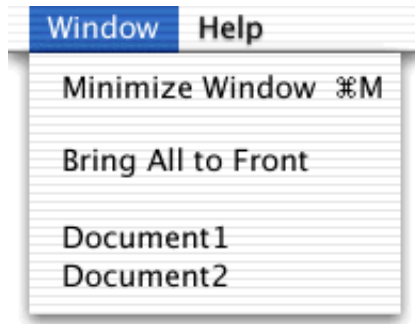 Window Help
Minimize Window ⌘M
Bring All to Front
Document1
Document2